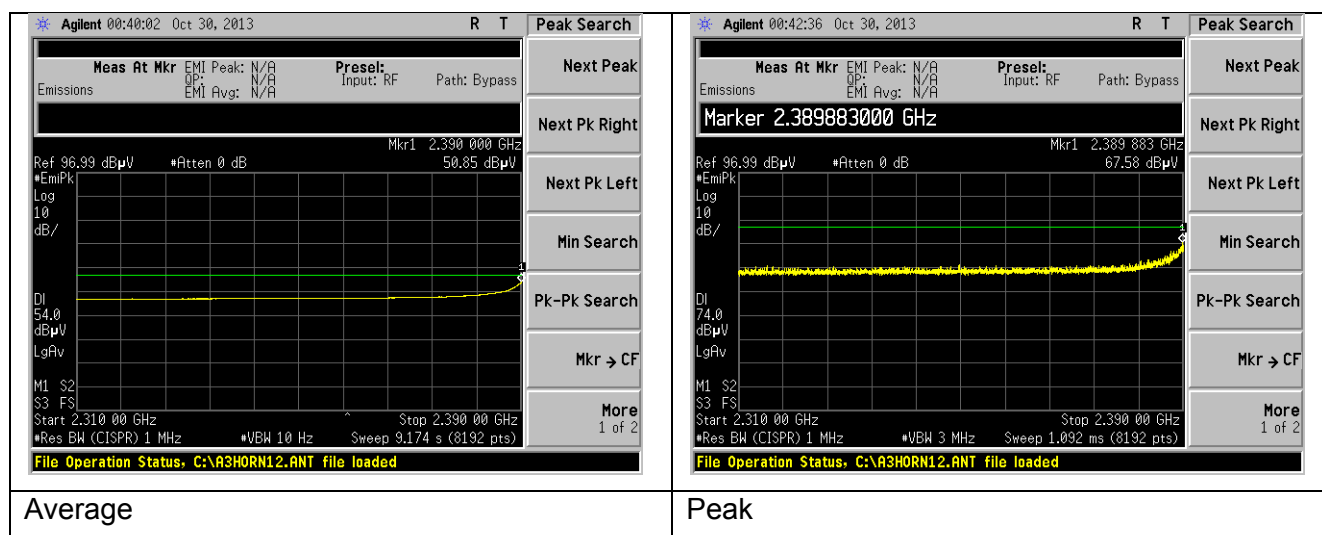 Agilent 00:40:02 Oct 30, 2013 R T Peak Search
Meas At Mkr EMI Peak: N/A Presel:
QP: N/A Input: RF Path: Bypass
Emissions EMI Avg: N/A
Mkr1 2.390 000 GHz
Ref 96.99 dBµV #Atten 0 dB 50.85 dBµV
#EmiPk
Log
10
dB/
1
DI
54.0
dBµV
LgAv
M1 S2
S3 FS
Start 2.310 00 GHz ^ Stop 2.390 00 GHz
#Res BW (CISPR) 1 MHz #VBW 10 Hz Sweep 9.174 s (8192 pts)
File Operation Status, C:\A3HORN12.ANT file loaded
Next Peak
Next Pk Right
Next Pk Left
Min Search
Pk-Pk Search
Mkr → CF
More
1 of 2
Average
Agilent 00:42:36 Oct 30, 2013 R T Peak Search
Meas At Mkr EMI Peak: N/A Presel:
QP: N/A Input: RF Path: Bypass
Emissions EMI Avg: N/A
Marker 2.389883000 GHz
Mkr1 2.389 883 GHz
Ref 96.99 dBµV #Atten 0 dB 67.58 dBµV
#EmiPk
Log
10
dB/
1
DI
74.0
dBµV
LgAv
M1 S2
S3 FS
Start 2.310 00 GHz Stop 2.390 00 GHz
#Res BW (CISPR) 1 MHz #VBW 3 MHz Sweep 1.092 ms (8192 pts)
File Operation Status, C:\A3HORN12.ANT file loaded
Next Peak
Next Pk Right
Next Pk Left
Min Search
Pk-Pk Search
Mkr → CF
More
1 of 2
Peak